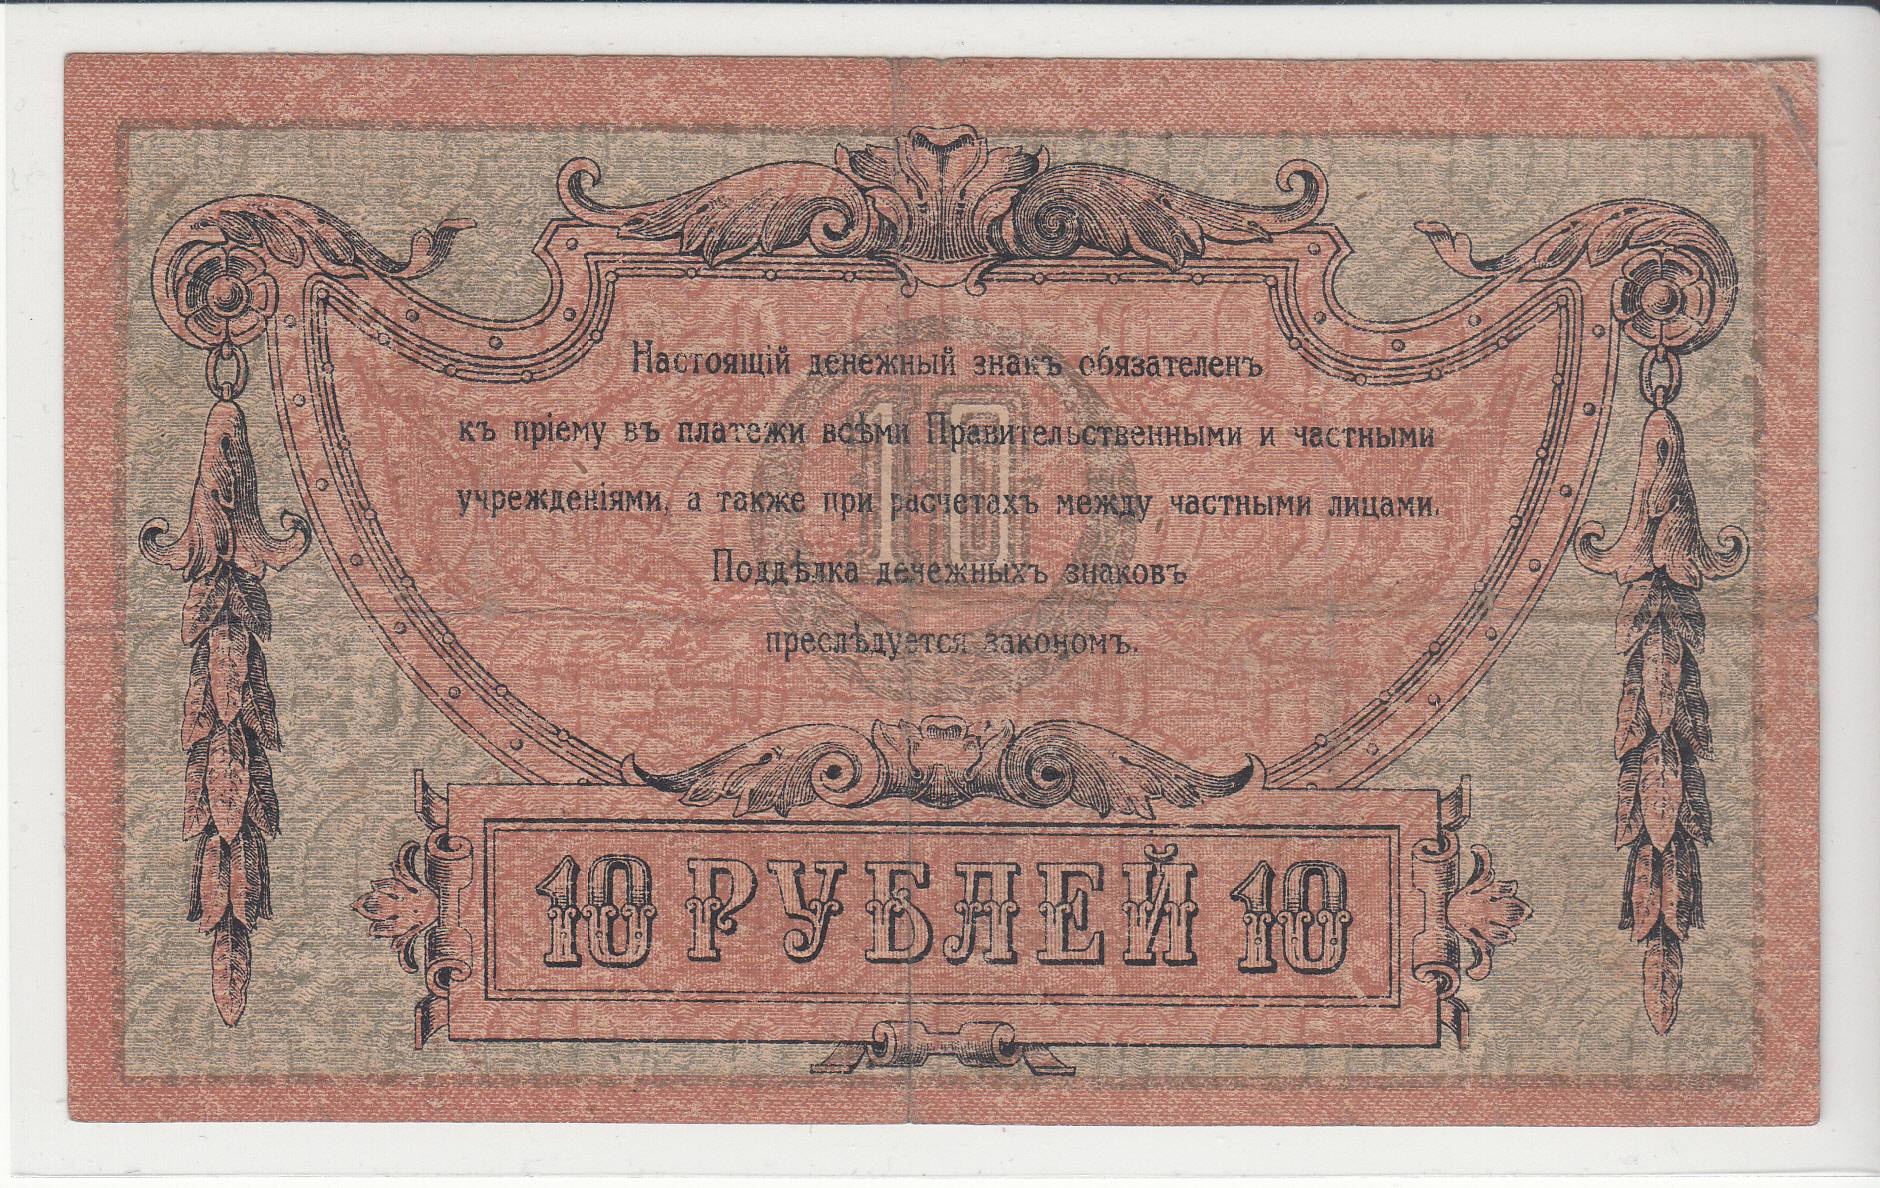 Настоящій денежный знакъ обязателенъ
къ пріему въ платежи всѣми Правительственными и частными
учрежденіями, а также при расчетахъ между частными лицами.
10
Поддѣлка денежныхъ знаковъ
преслѣдуется закономъ.
10 РУБЛЕЙ 10